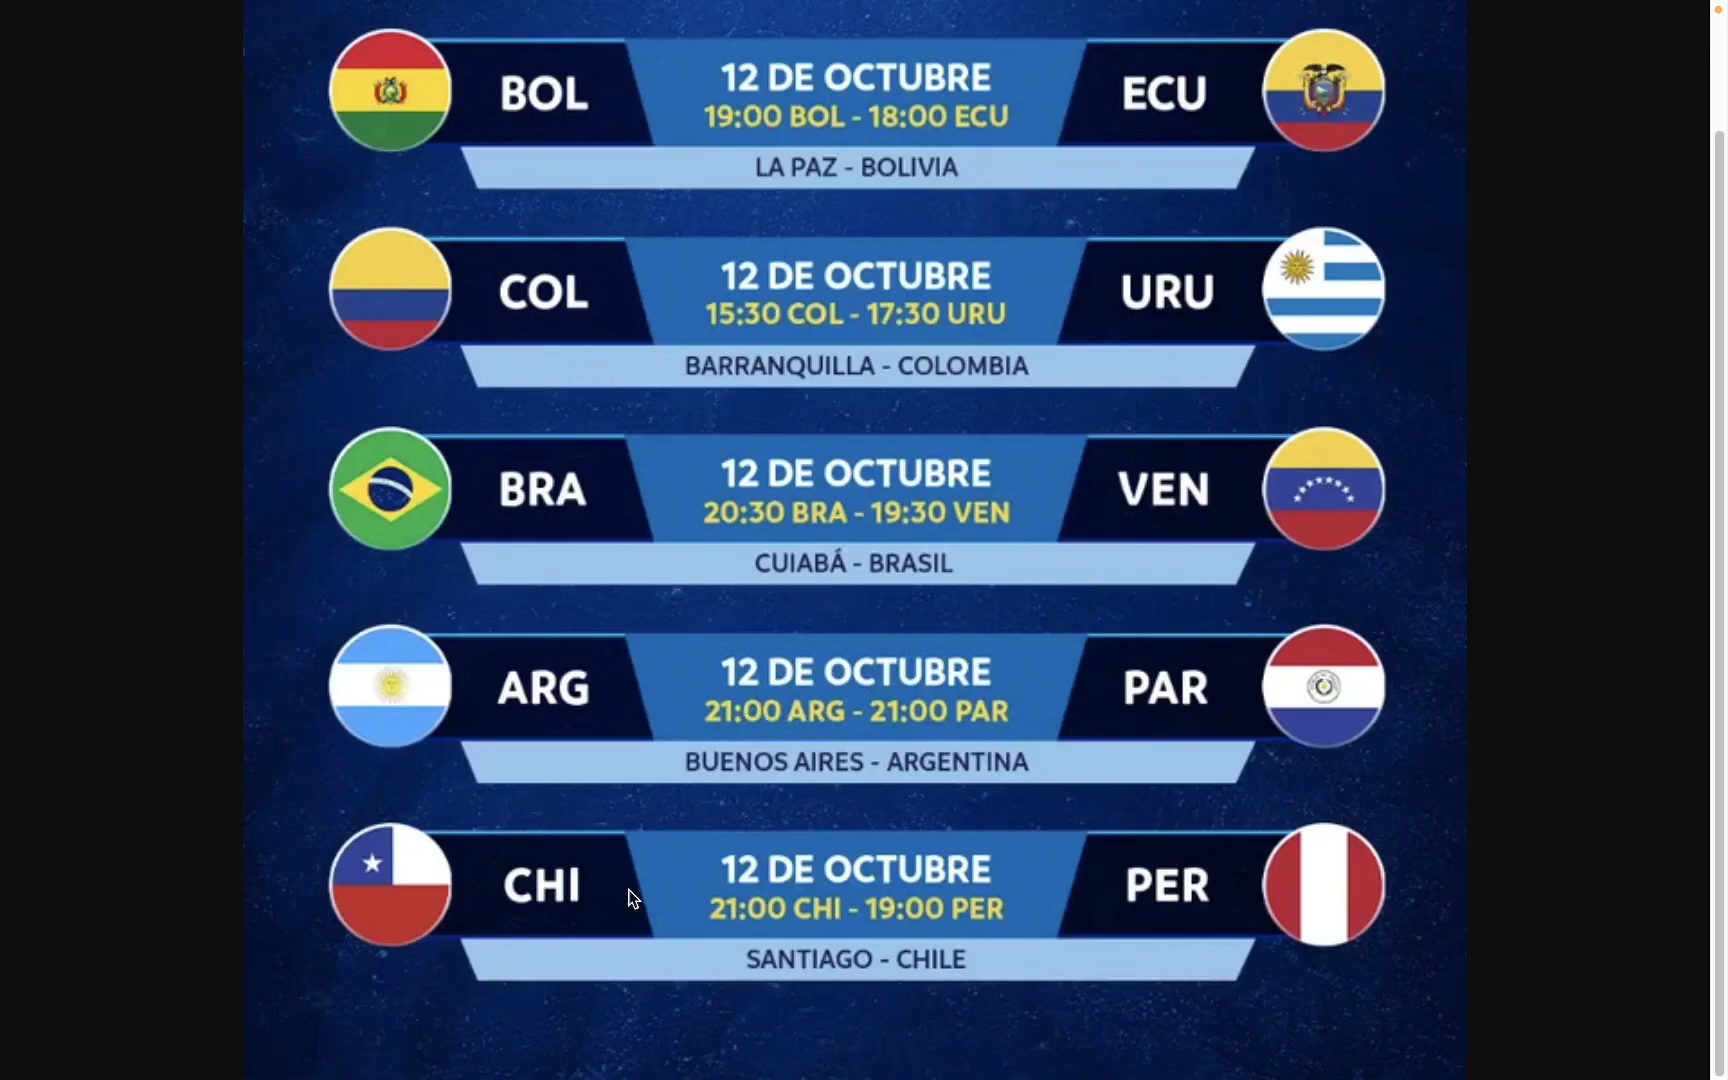 BOL
12 DE OCTUBRE
19:00 BOL - 18:00 ECU
ECU
LA PAZ - BOLIVIA
COL
12 DE OCTUBRE
15:30 COL - 17:30 URU
URU
BARRANQUILLA - COLOMBIA
BRA
12 DE OCTUBRE
20:30 BRA - 19:30 VEN
VEN
CUIABÁ - BRASIL
ARG
12 DE OCTUBRE
21:00 ARG - 21:00 PAR
PAR
BUENOS AIRES - ARGENTINA
CHI
12 DE OCTUBRE
21:00 CHI - 19:00 PER
PER
SANTIAGO - CHILE